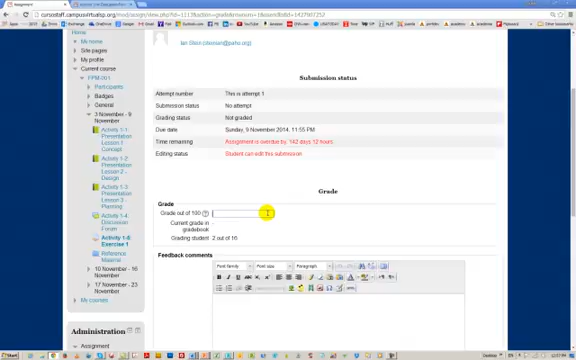 Assignment
Home
My home
Site pages
My profile
Current course
FPM-001
Participants
Badges
General
3 November - 9
November
Activity 1-1:
Presentation
Lesson 1
Concept
Activity 1-2:
Presentation
Lesson 2 -
Design
Activity 1-3:
Presentation
Lesson 3 -
Planning
Activity 1-4:
Discussion
Forum
Exercise 1
Reference
Material
10 November - 16
November
17 November - 23
November
My courses
Administration
Assignment
Submission status
Attempt number This is attempt 1
Submission status No attempt
Grading status Not graded
Due date Sunday, 9 November 2014, 11:55 PM
Time remaining Assignment is overdue by: 142 days 12 hours
Editing status Student can edit this submission
Grade
Grade
Grade out of 100
Current grade in
gradebook
-
Grading student 2 out of 16
Feedback comments
Font family Font size Paragraph
Desktop